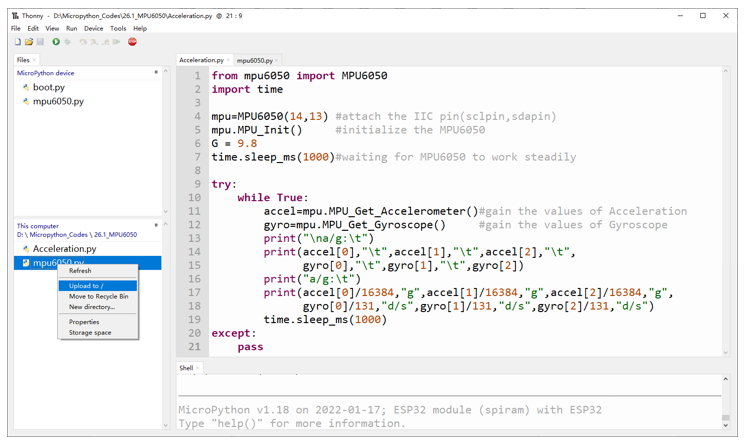 Thonny - D:\Micropython_Codes\26.1_MPU6050\Acceleration.py @ 21 : 9
File Edit View Run Device Tools Help
STOP
Files
MicroPython device
boot.py
mpu6050.py
This computer
D: \ Micropython_Codes \ 26.1_MPU6050
Acceleration.py
mpu6050.py
Refresh
Upload to /
Move to Recycle Bin
New directory...
Properties
Storage space
Acceleration.py mpu6050.py
1 from mpu6050 import MPU6050
2 import time
3
4 mpu=MPU6050(14,13) #attach the IIC pin(sclpin,sdapin)
5 mpu.MPU_Init() #initialize the MPU6050
6 G = 9.8
7 time.sleep_ms(1000)#waiting for MPU6050 to work steadily
8
9 try:
10 while True:
11 accel=mpu.MPU_Get_Accelerometer()#gain the values of Acceleration
12 gyro=mpu.MPU_Get_Gyroscope() #gain the values of Gyroscope
13 print("\na/g:\t")
14 print(accel[0],"\t",accel[1],"\t",accel[2],"\t",
15 gyro[0],"\t",gyro[1],"\t",gyro[2])
16 print("a/g:\t")
17 print(accel[0]/16384,"g",accel[1]/16384,"g",accel[2]/16384,"g",
18 gyro[0]/131,"d/s",gyro[1]/131,"d/s",gyro[2]/131,"d/s")
19 time.sleep_ms(1000)
20 except:
21 pass
Shell
MicroPython v1.18 on 2022-01-17; ESP32 module (spiram) with ESP32
Type "help()" for more information.